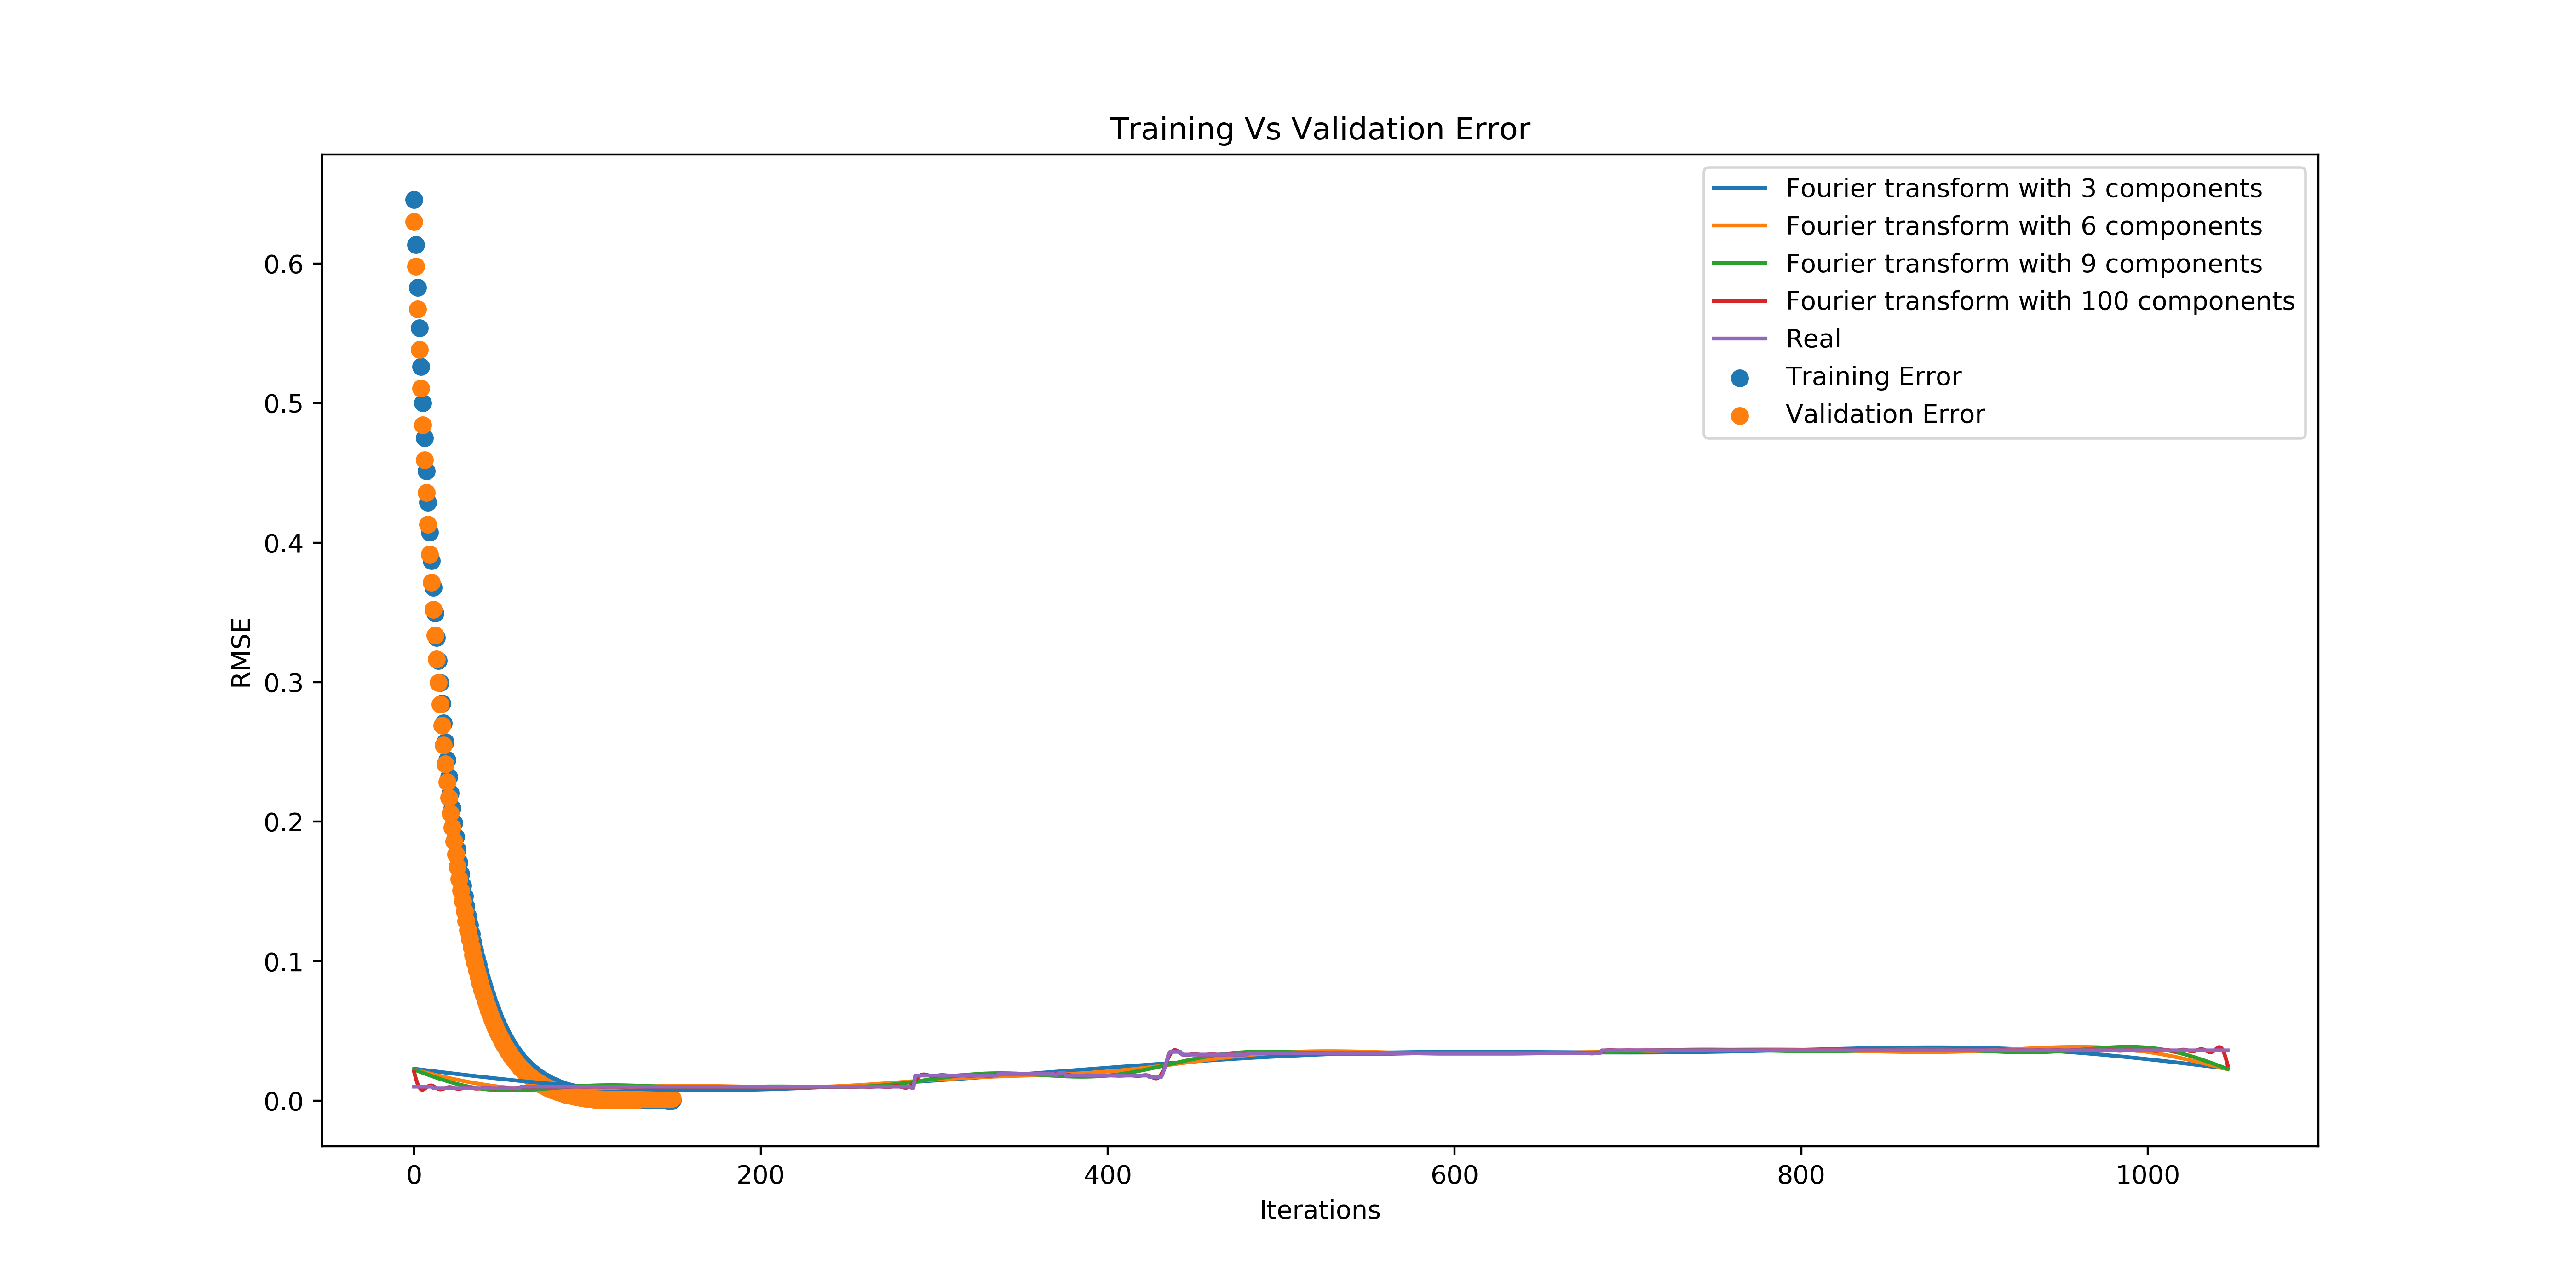 Training Vs Validation Error
Fourier transform with 3 components
Fourier transform with 6 components
Fourier transform with 9 components
Fourier transform with 100 components
Real
Training Error
Validation Error
RMSE
0.6
0.5
0.4
0.3
0.2
0.1
0.0
0 200 400 600 800 1000
Iterations